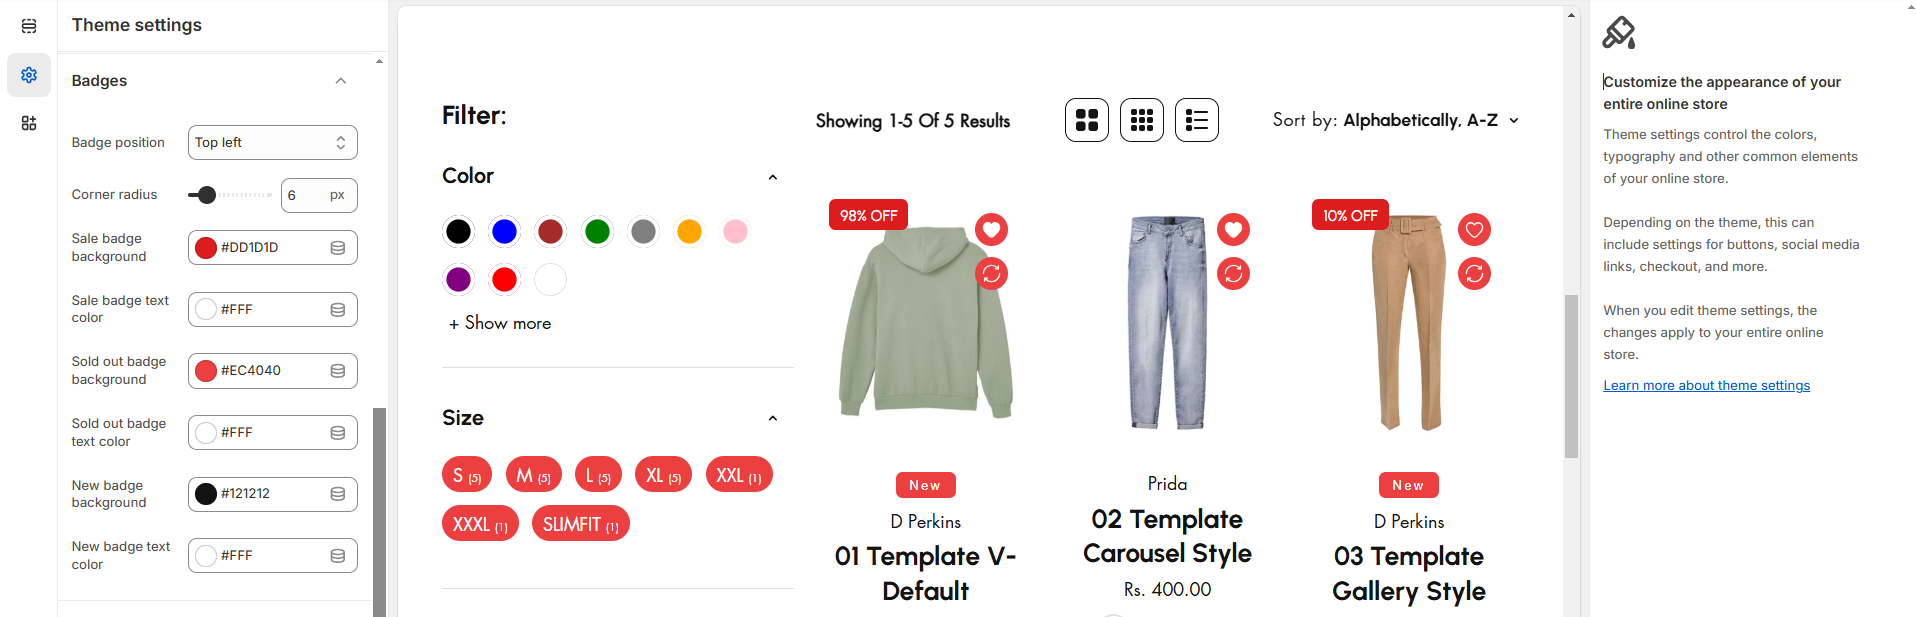 Theme settings
Badges
Badge position
Top left
Corner radius
6 px
Sale badge
background
#DD1D1D
Sale badge text
color
#FFF
Sold out badge
background
#EC4040
Sold out badge
text color
#FFF
New badge
background
#121212
New badge text
color
#FFF
Filter:
Showing 1-5 Of 5 Results
Sort by: Alphabetically, A-Z
Color
+ Show more
Size
S (5)
M (5)
L (5)
XL (5)
XXL (1)
XXXL (1)
SLIMFIT (1)
98% OFF
New
D Perkins
01 Template V-
Default
Prida
02 Template
Carousel Style
Rs. 400.00
10% OFF
New
D Perkins
03 Template
Gallery Style
Customize the appearance of your
entire online store
Theme settings control the colors,
typography and other common elements
of your online store.
Depending on the theme, this can
include settings for buttons, social media
links, checkout, and more.
When you edit theme settings, the
changes apply to your entire online
store.
Learn more about theme settings